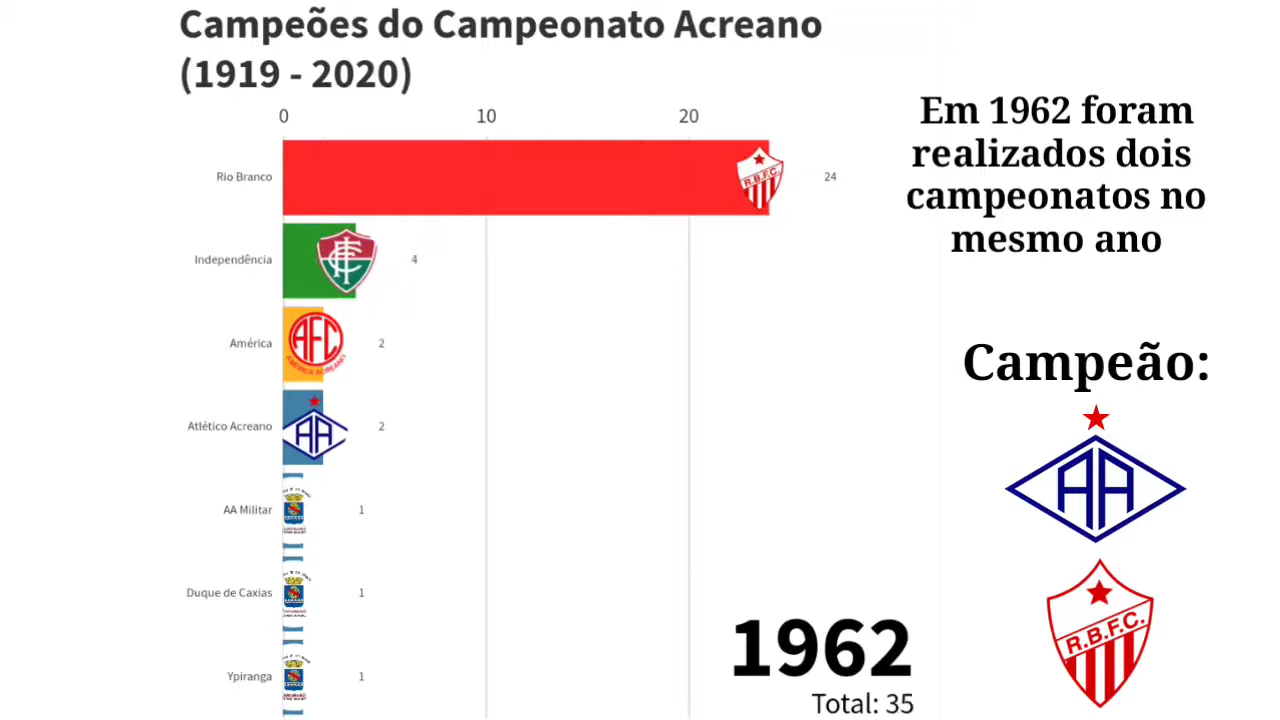 Campeões do Campeonato Acreano
(1919 - 2020)
0 10 20
Rio Branco 24
R.B.F.C.
Independência 4
América 2
AFC
Atlético Acreano 2
AA
AA Militar 1
Duque de Caxias 1
Ypiranga 1
1962
Total: 35
Em 1962 foram
realizados dois
campeonatos no
mesmo ano
Campeão:
AA
R.B.F.C.